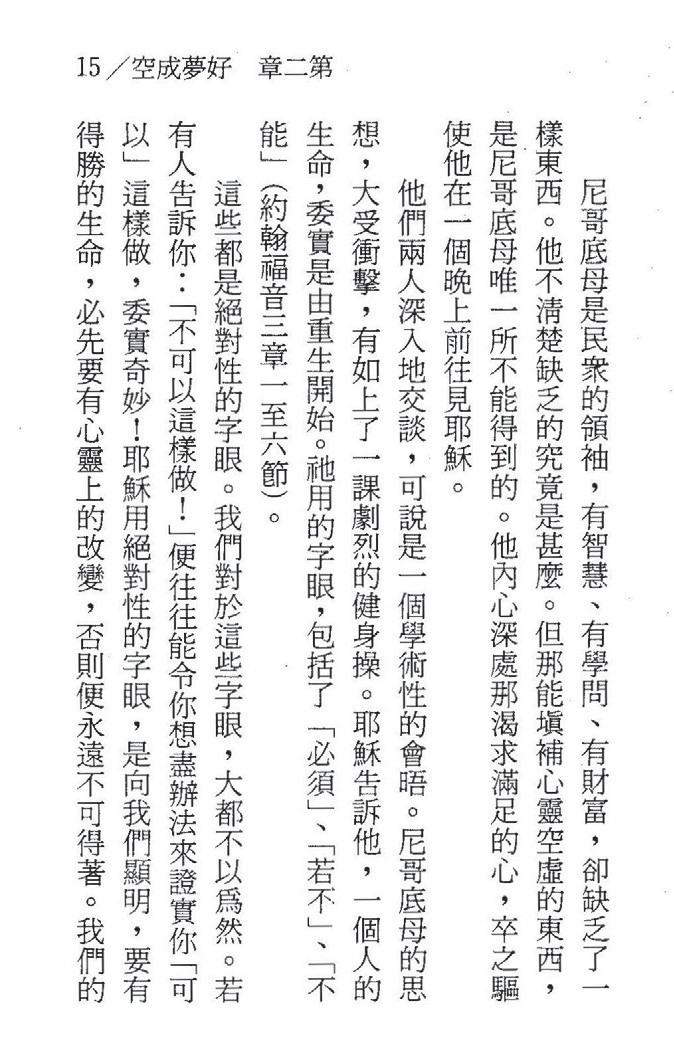 15／空成夢好　章二第
尼哥底母是民衆的領袖，有智慧、有學問、有財富，卻缺乏了一
樣東西。他不清楚缺乏的究竟是甚麼。但那能塡補心靈空虛的東西，
是尼哥底母唯一所不能得到的。他內心深處那渴求滿足的心，卒之驅
使他在一個晚上前往見耶穌。
他們兩人深入地交談，可說是一個學術性的會晤。尼哥底母的思
想，大受衝擊，有如上了一課劇烈的健身操。耶穌告訴他，一個人的
生命，委實是由重生開始。祂用的字眼，包括了「必須」、「若不」、「不
能」（約翰福音三章一至六節）。
這些都是絕對性的字眼。我們對於這些字眼，大都不以爲然。若
有人告訴你：「不可以這樣做！」便往往能令你想盡辦法來證實你「可
以」這樣做，委實奇妙！耶穌用絕對性的字眼，是向我們顯明，要有
得勝的生命，必先要有心靈上的改變，否則便永遠不可得著。我們的